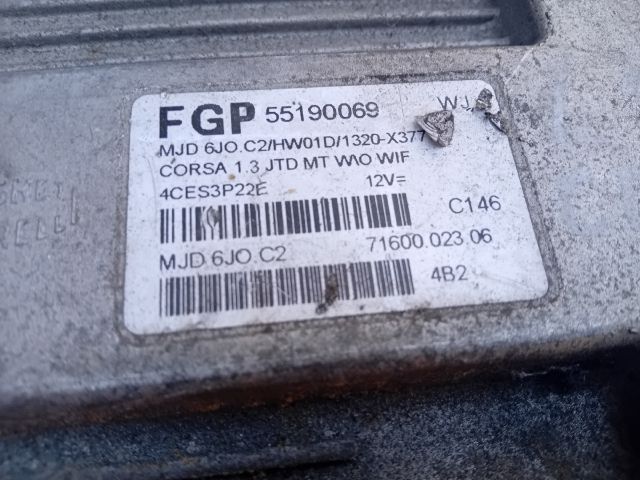 FGP 55190069 WJ
MJD 6JO.C2/HW01D/1320-X377
CORSA 1.3 JTD MT W\O WIF
4CES3P22E 12V=
C146
MJD 6JO.C2 71600.023.06
4B2